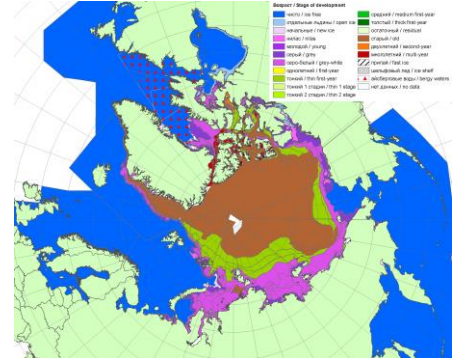 Возраст / Stage of development
чисто / ice free
отдельные льдины / open ice
начальные / new ice
нилас / nilas
молодой / young
серый / grey
серо-белый / grey-white
однолетний / first-year
тонкий / thin first-year
тонкий 1 стадии / thin 1 stage
тонкий 2 стадии / thin 2 stage
средний / medium first-year
толстый / thick first-year
остаточный / residual
старый / old
двухлетний / second-year
многолетний / multi-year
припай / fast ice
шельфовый лед / ice shelf
айсберговые воды / bergy waters
нет данных / no data